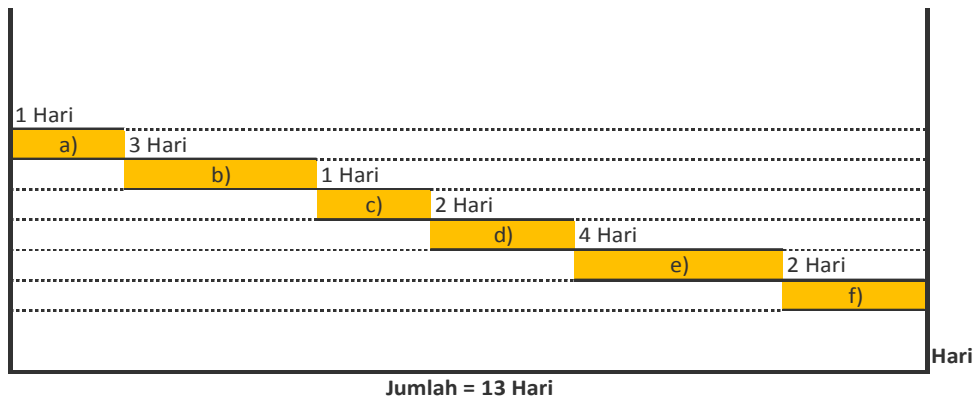 1 Hari
a) 3 Hari
b) 1 Hari
c) 2 Hari
d) 4 Hari
e) 2 Hari
f)
Hari
Jumlah = 13 Hari